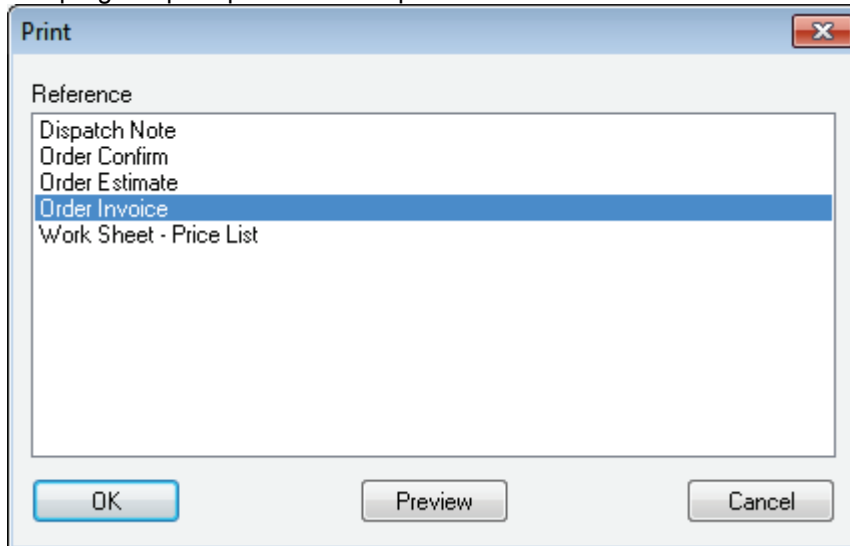 Print
Reference
Dispatch Note
Order Confirm
Order Estimate
Order Invoice
Work Sheet - Price List
OK Preview Cancel